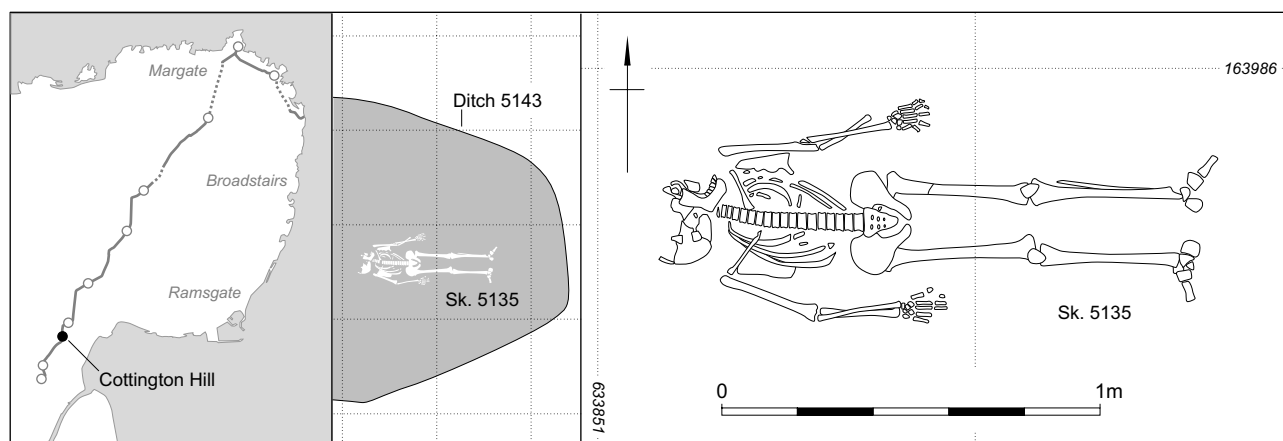 Margate
Broadstairs
Ramsgate
Cottington Hill
Ditch 5143
Sk. 5135
163986
633851
Sk. 5135
0 1m